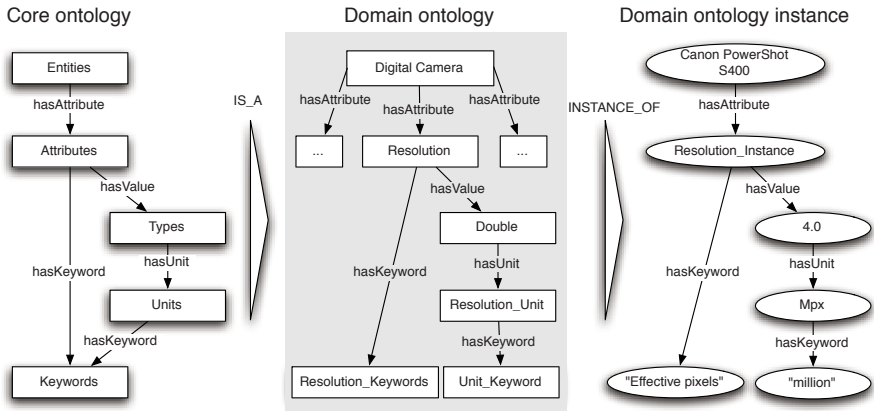 Core ontology
Entities
hasAttribute
Attributes
hasValue
Types
hasUnit
hasKeyword
Units
hasKeyword
Keywords
IS_A
Domain ontology
Digital Camera
hasAttribute
hasAttribute
hasAttribute
...
Resolution
...
hasValue
Double
hasKeyword
hasUnit
Resolution_Unit
hasKeyword
Resolution_Keywords
Unit_Keyword
INSTANCE_OF
Domain ontology instance
Canon PowerShot
S400
hasAttribute
Resolution_Instance
hasValue
4.0
hasKeyword
hasUnit
Mpx
hasKeyword
"Effective pixels"
"million"